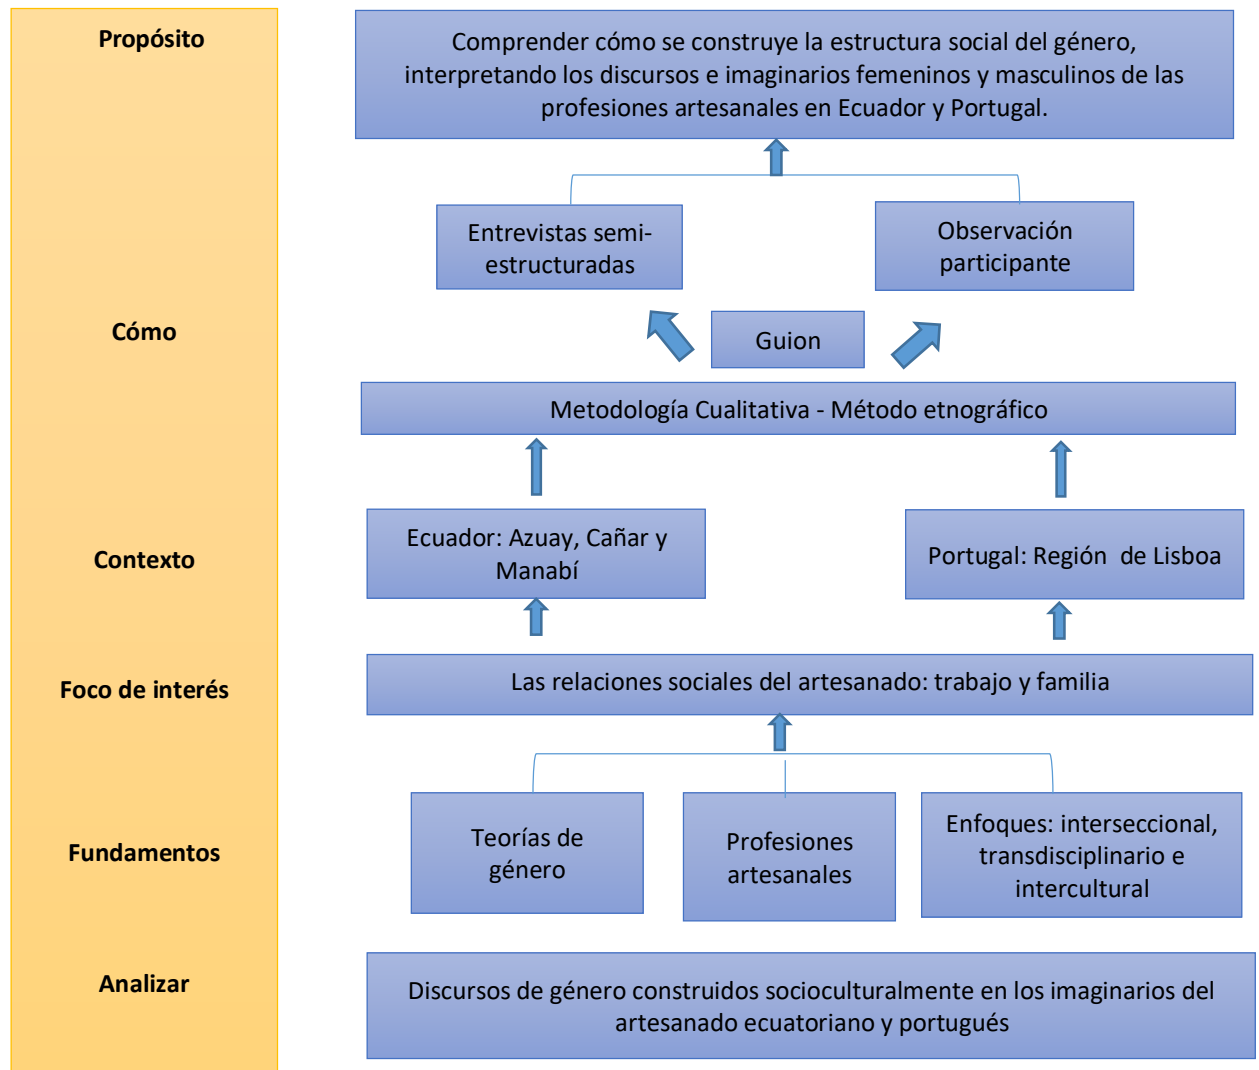 Propósito
Comprender cómo se construye la estructura social del género,
interpretando los discursos e imaginarios femeninos y masculinos de las
profesiones artesanales en Ecuador y Portugal.
Entrevistas semi-
estructuradas
Observación
participante
Cómo
Guion
Metodología Cualitativa - Método etnográfico
Contexto
Ecuador: Azuay, Cañar y
Manabí
Portugal: Región de Lisboa
Foco de interés
Las relaciones sociales del artesanado: trabajo y familia
Fundamentos
Teorías de
género
Profesiones
artesanales
Enfoques: interseccional,
transdisciplinario e
intercultural
Analizar
Discursos de género construidos socioculturalmente en los imaginarios del
artesanado ecuatoriano y portugués